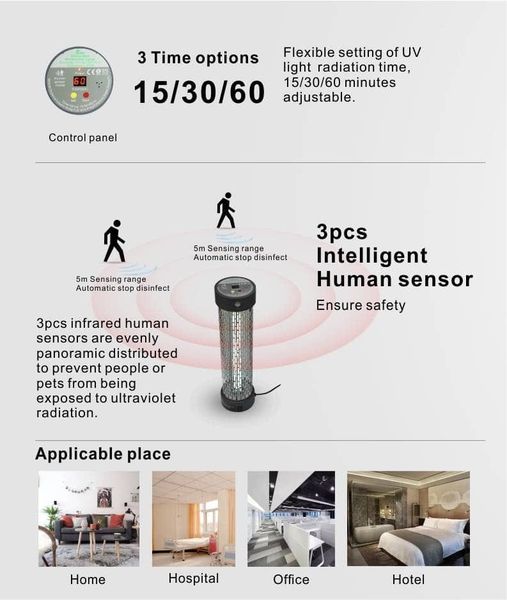 3 Time options
15/30/60
Flexible setting of UV
light radiation time,
15/30/60 minutes
adjustable.
60
Control panel
5m Sensing range
Automatic stop disinfect
5m Sensing range
Automatic stop disinfect
3pcs
Intelligent
Human sensor
Ensure safety
3pcs infrared human
sensors are evenly
panoramic distributed
to prevent people or
pets from being
exposed to ultraviolet
radiation.
Applicable place
Home
Hospital
Office
Hotel